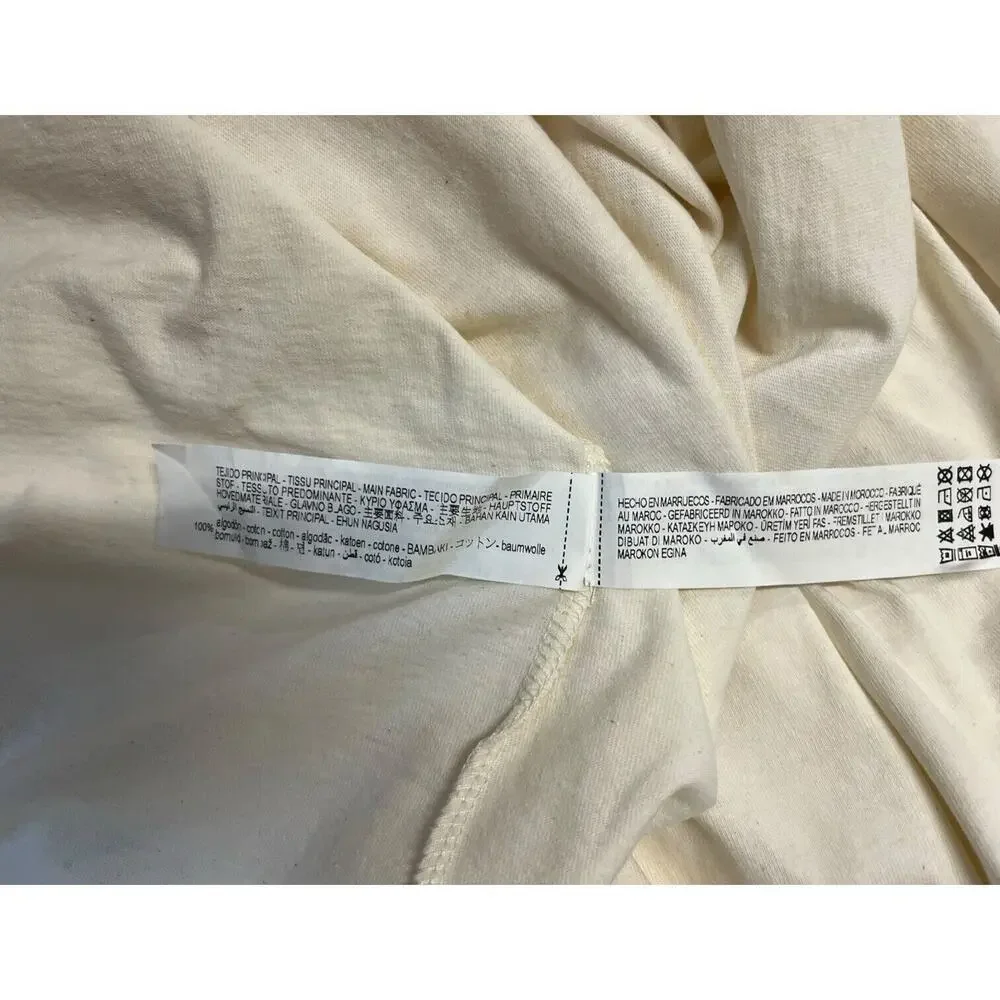 TEJIDO PRINCIPAL - TISSU PRINCIPAL - MAIN FABRIC - TECIDO PRINCIPAL - PRIMAIRE
STOF - TESSUTO PREDOMINANTE - ΚΥΡΙΟ ΥΦΑΣΜΑ - 主要面料 - HAUPTSTOFF
HOVEDMATERIALE - GLAVNO BLAGO - 主要面料 - 주요소재 - BAHAN KAIN UTAMA
النسيج الرئيسي - TEIXIT PRINCIPAL - EHUN NAGUSIA
100% algodón - coton - cotton - algodão - katoen - cotone - ΒΑΜΒΑΚΙ - コットン - baumwolle
bomuld - bombaž - 棉 - 면 - katun - قطن - cotó - kotoia
HECHO EN MARRUECOS - FABRICADO EM MARROCOS - MADE IN MOROCCO - FABRIQUÉ
AU MAROC - GEFABRICEERD IN MAROKKO - FATTO IN MAROCCO - HERGESTELLT IN
MAROKKO - ΚΑΤΑΣΚΕΥΗ ΜΑΡΟΚΟ - ÜRETİM YERİ FAS - FREMSTILLET MAROKKO
DIBUAT DI MAROKO - صنع في المغرب - FEITO EN MARROCOS - FET A MARROC
MAROKON EGINA